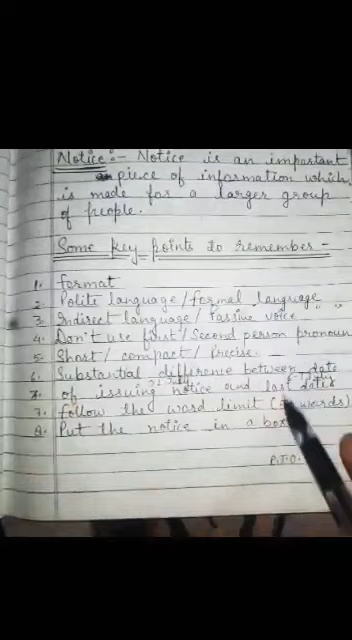 Notice :- Notice is an important
piece of information which
is made for a larger group
of people.
Some key points to remember -
1. Format
2. Polite language / formal language
3. Indirect language / Passive voice " "
4. Don't use first / Second person pronoun
5. Short / compact / precise.
6. Substantial difference between date
of issuing notice and last date
7. Follow the word limit ( words)
8. Put the notice in a box
P.T.O.